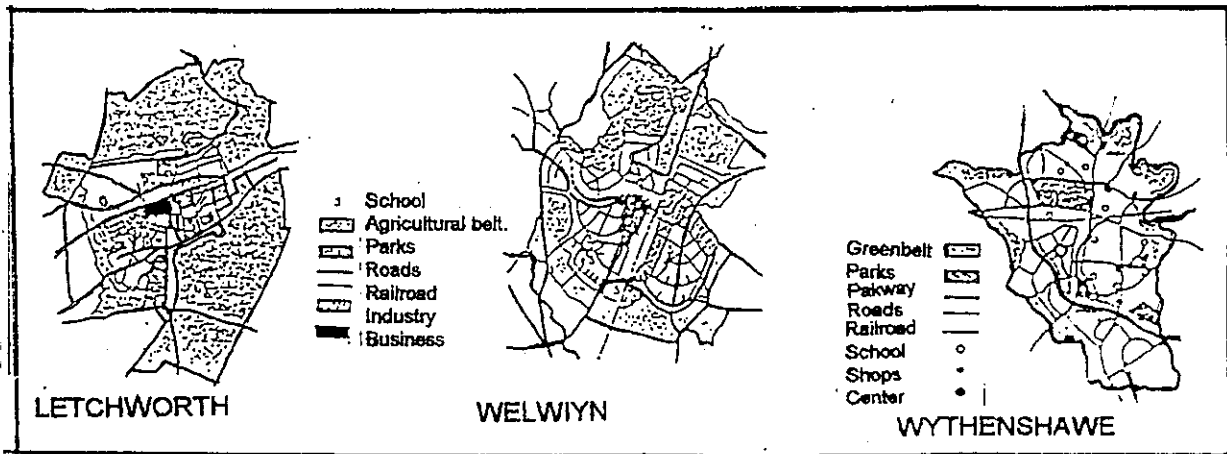 School
Agricultural belt.
Parks
Roads
Railroad
Industry
Business
Greenbelt
Parks
Pakway
Roads
Railroad
School
Shops
Center
LETCHWORTH
WELWIYN
WYTHENSHAWE